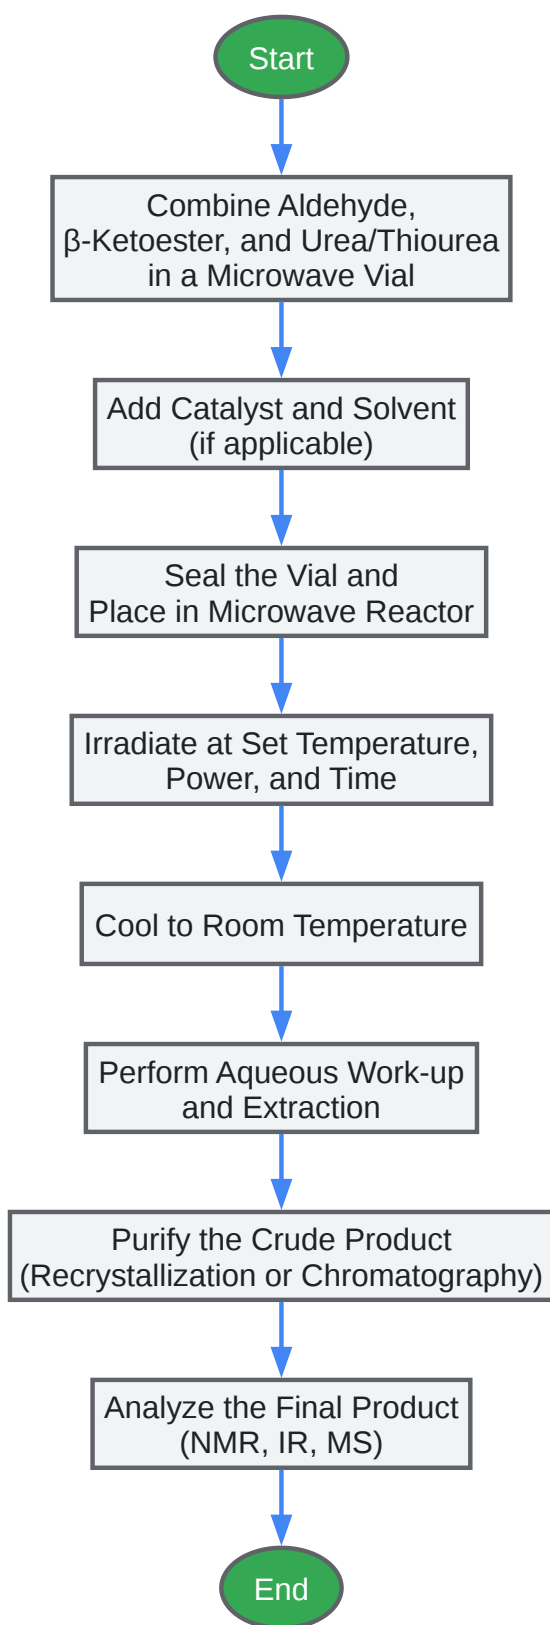 Start
Combine Aldehyde,
β-Ketoester, and Urea/Thiourea
in a Microwave Vial
Add Catalyst and Solvent
(if applicable)
Seal the Vial and
Place in Microwave Reactor
Irradiate at Set Temperature,
Power, and Time
Cool to Room Temperature
Perform Aqueous Work-up
and Extraction
Purify the Crude Product
(Recrystallization or Chromatography)
Analyze the Final Product
(NMR, IR, MS)
End